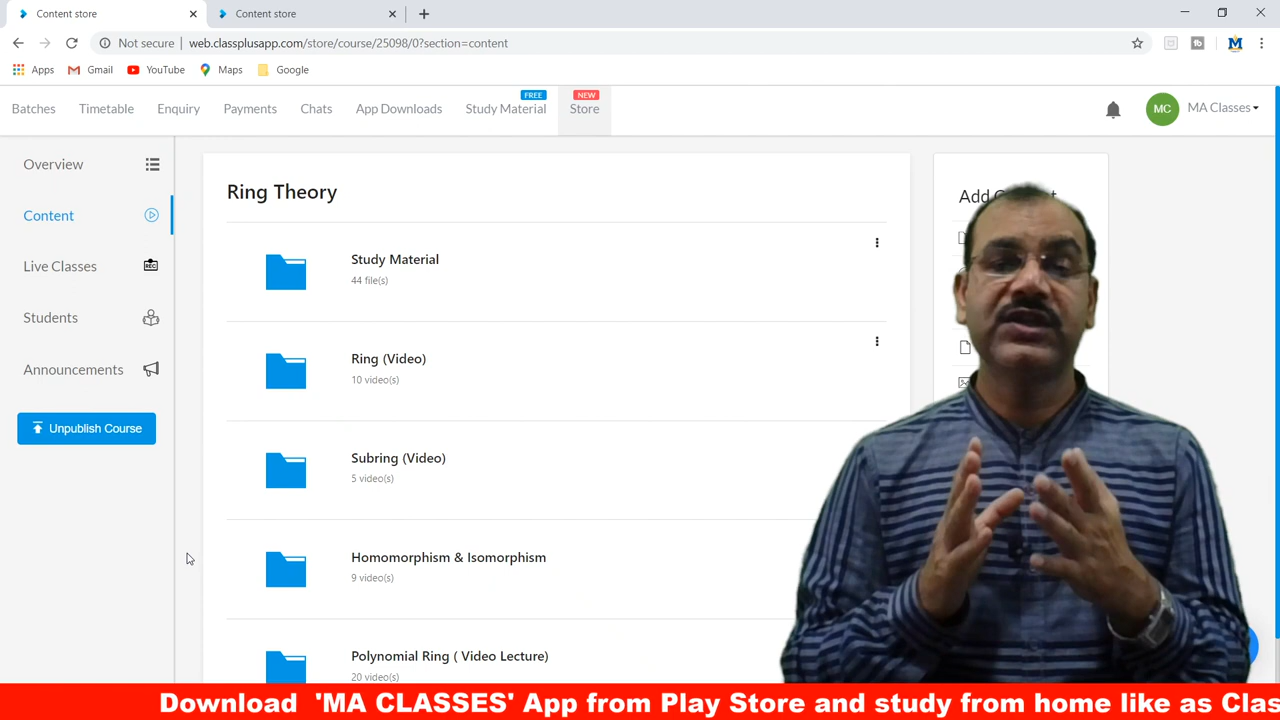 Content store
Content store
Not secure
web.classplusapp.com/store/course/25098/0?section=content
Apps
Gmail
YouTube
Maps
Google
FREE
NEW
Batches
Timetable
Enquiry
Payments
Chats
App Downloads
Study Material
Store
MC
MA Classes
Overview
Content
Live Classes
Students
Announcements
Unpublish Course
Ring Theory
Study Material
44 file(s)
Ring (Video)
10 video(s)
Subring (Video)
5 video(s)
Homomorphism & Isomorphism
9 video(s)
Polynomial Ring ( Video Lecture)
20 video(s)
Add
Download 'MA CLASSES' App from Play Store and study from home like as Clas